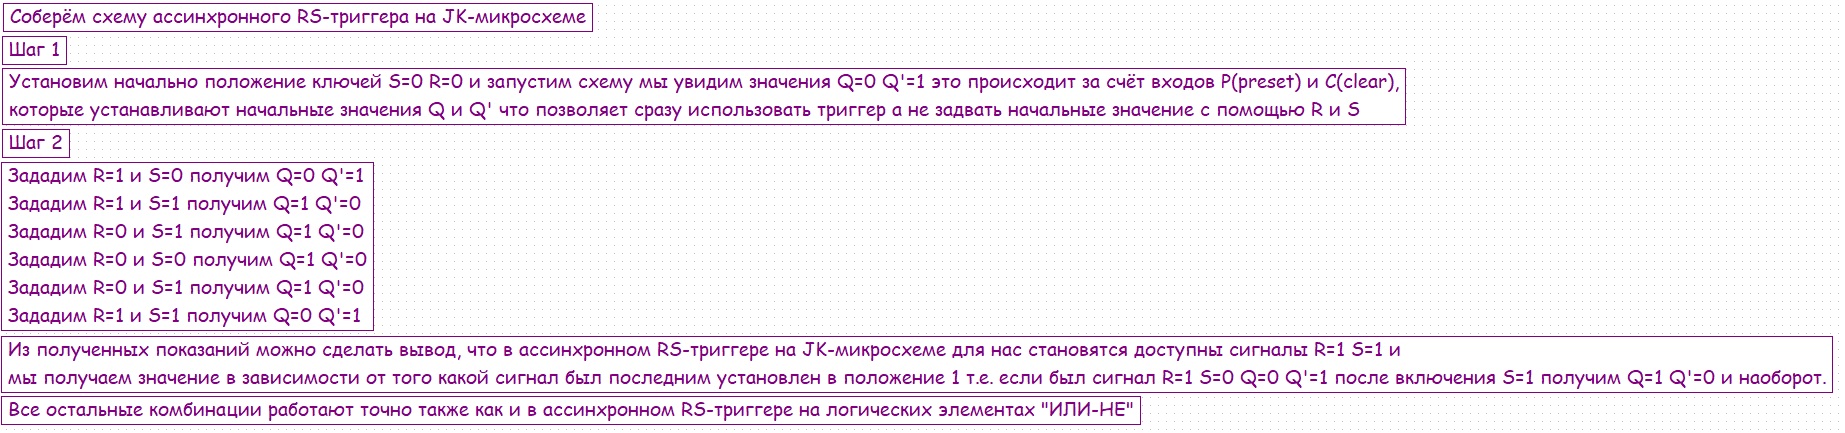 Соберём схему ассинхронного RS-триггера на JK-микросхеме
Шаг 1
Установим начально положение ключей S=0 R=0 и запустим схему мы увидим значения Q=0 Q'=1 это происходит за счёт входов P(preset) и C(clear),
которые устанавливают начальные значения Q и Q' что позволяет сразу использовать триггер а не задвать начальные значение с помощью R и S
Шаг 2
Зададим R=1 и S=0 получим Q=0 Q'=1
Зададим R=1 и S=1 получим Q=1 Q'=0
Зададим R=0 и S=1 получим Q=1 Q'=0
Зададим R=0 и S=0 получим Q=1 Q'=0
Зададим R=0 и S=1 получим Q=1 Q'=0
Зададим R=1 и S=1 получим Q=0 Q'=1
Из полученных показаний можно сделать вывод, что в ассинхронном RS-триггере на JK-микросхеме для нас становятся доступны сигналы R=1 S=1 и
мы получаем значение в зависимости от того какой сигнал был последним установлен в положение 1 т.е. если был сигнал R=1 S=0 Q=0 Q'=1 после включения S=1 получим Q=1 Q'=0 и наоборот.
Все остальные комбинации работают точно также как и в ассинхронном RS-триггере на логических элементах "ИЛИ-НЕ"